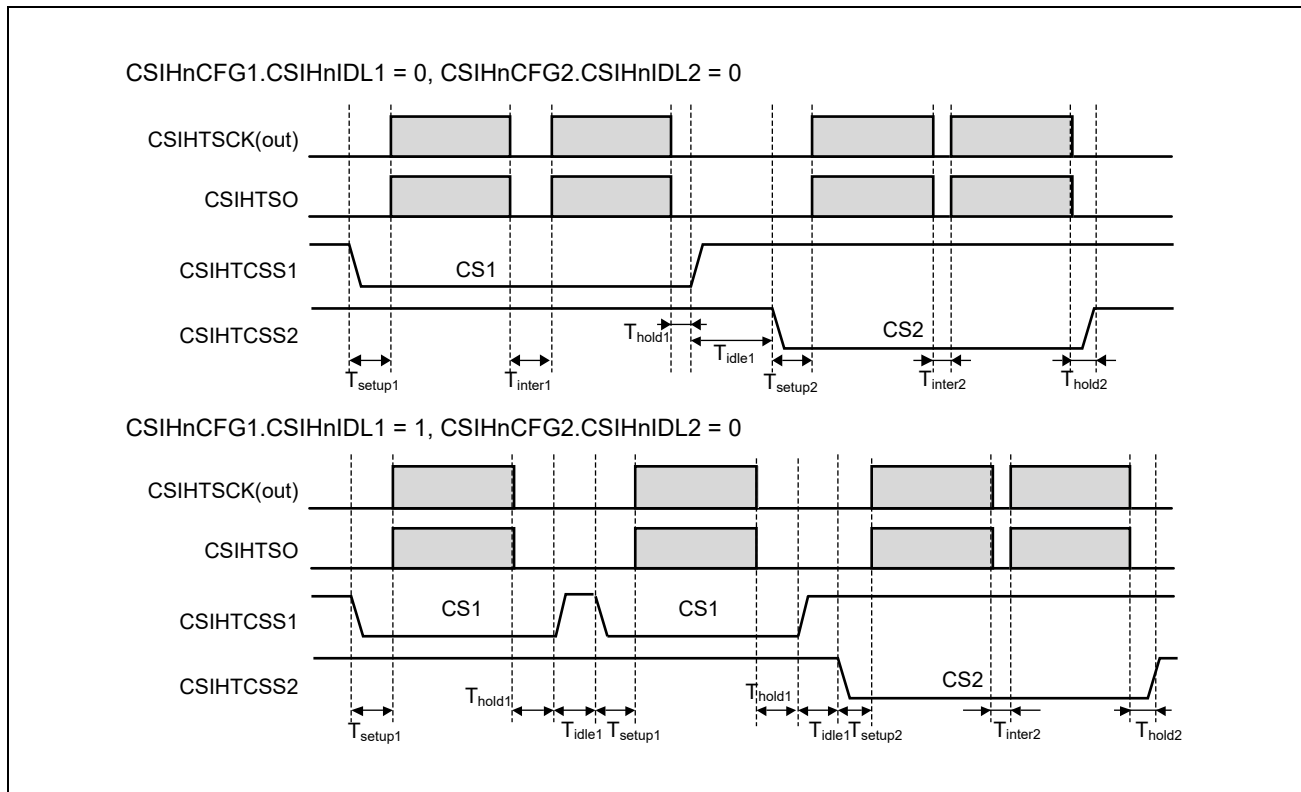 CSIHnCFG1.CSIHnIDL1 = 0, CSIHnCFG2.CSIHnIDL2 = 0
CSIHTSCK(out)
CSIHTSO
CSIHTCSS1
CS1
CSIHTCSS2
CS2
Thold1
Tidle1
Tsetup1
Tinter1
Tsetup2
Tinter2
Thold2
CSIHnCFG1.CSIHnIDL1 = 1, CSIHnCFG2.CSIHnIDL2 = 0
CSIHTSCK(out)
CSIHTSO
CSIHTCSS1
CS1
CS1
CSIHTCSS2
CS2
Thold1
Thold1
Tsetup1
Tidle1
Tsetup1
Tidle1
Tsetup2
Tinter2
Thold2